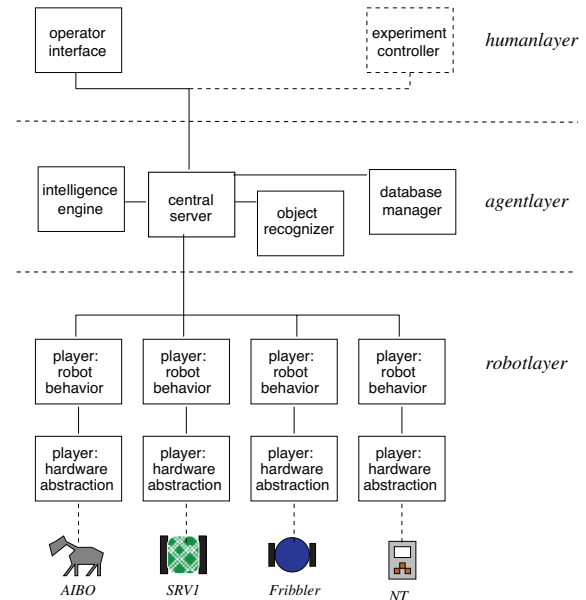 operator
interface
experiment
controller
humanlayer
intelligence
engine
central
server
object
recognizer
database
manager
agentlayer
player:
robot
behavior
player:
robot
behavior
player:
robot
behavior
player:
robot
behavior
robotlayer
player:
hardware
abstraction
player:
hardware
abstraction
player:
hardware
abstraction
player:
hardware
abstraction
AIBO
SRV1
Fribbler
NT